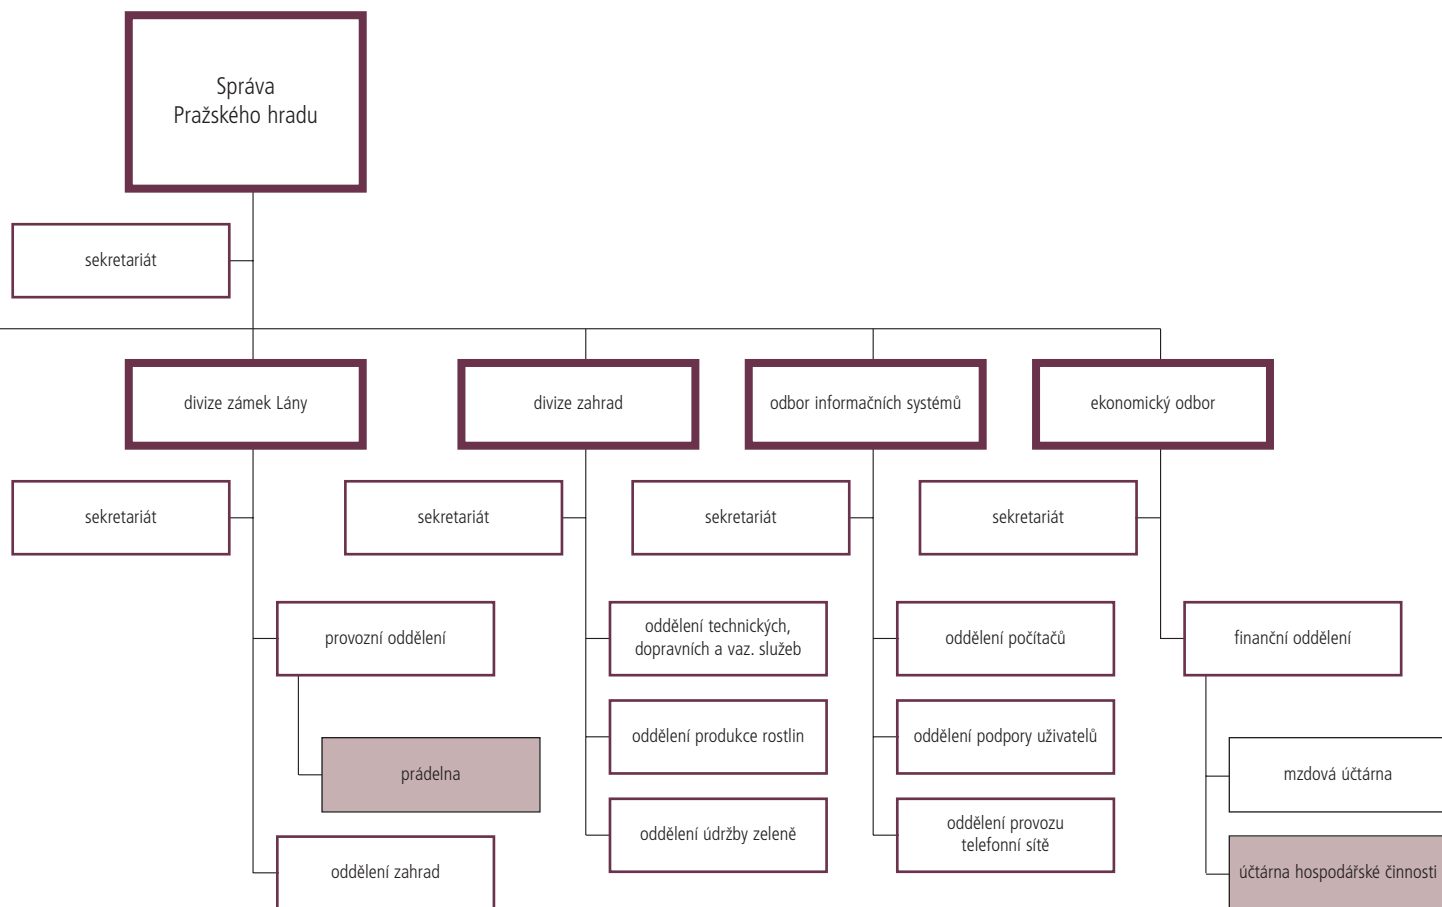 Správa
Pražského hradu
sekretariát
divize zámek Lány
divize zahrad
odbor informačních systémů
ekonomický odbor
sekretariát
sekretariát
sekretariát
sekretariát
provozní oddělení
oddělení technických,
dopravních a vaz. služeb
oddělení počítačů
finanční oddělení
oddělení produkce rostlin
oddělení podpory uživatelů
prádelna
mzdová účtárna
oddělení údržby zeleně
oddělení provozu
telefonní sítě
oddělení zahrad
účtárna hospodářské činnosti